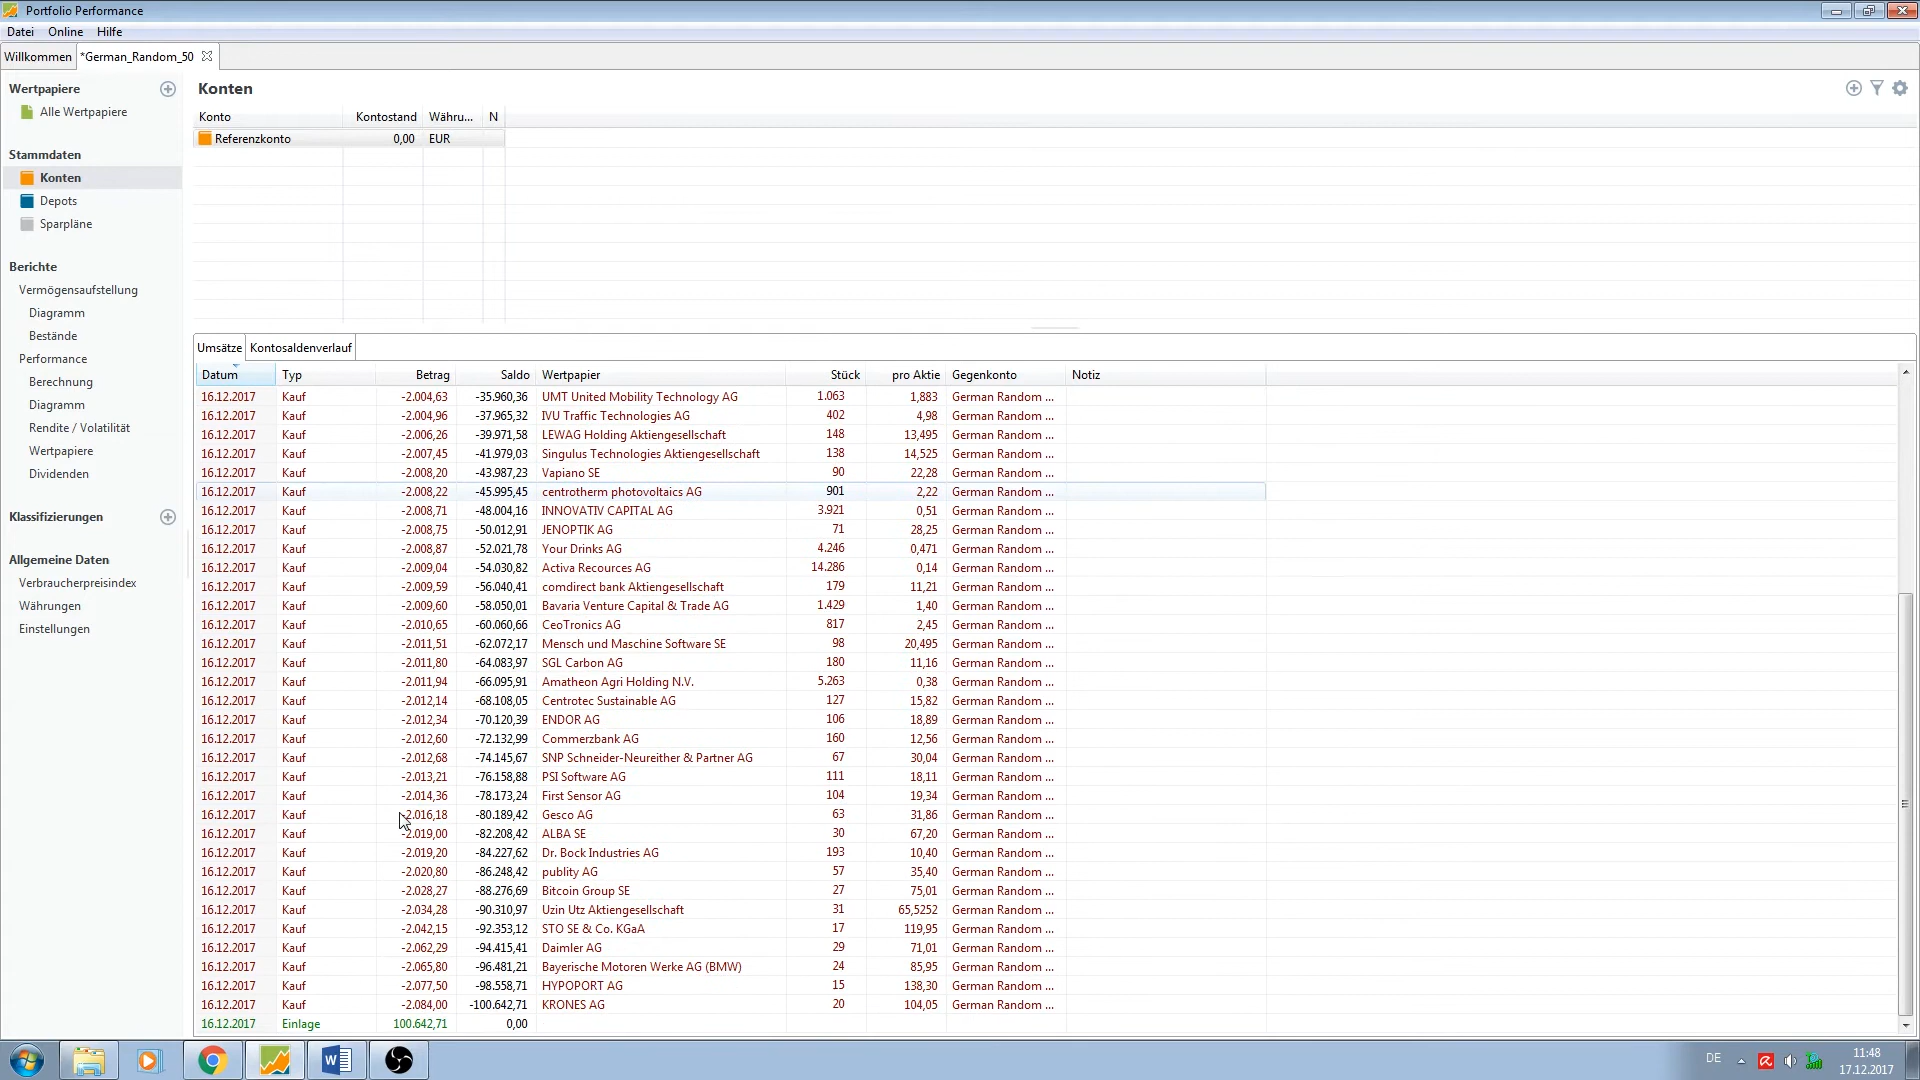 Portfolio Performance
Datei Online Hilfe
Willkommen *German_Random_50
Wertpapiere
Alle Wertpapiere
Stammdaten
Konten
Depots
Sparpläne
Berichte
Vermögensaufstellung
Diagramm
Bestände
Performance
Berechnung
Diagramm
Rendite / Volatilität
Wertpapiere
Dividenden
Klassifizierungen
Allgemeine Daten
Verbraucherpreisindex
Währungen
Einstellungen
Konten
Konto Kontostand Währu... N
Referenzkonto 0,00 EUR
Umsätze Kontosaldenverlauf
Datum Typ Betrag Saldo Wertpapier Stück pro Aktie Gegenkonto Notiz
16.12.2017 Kauf -2.004,63 -35.960,36 UMT United Mobility Technology AG 1.063 1,883 German Random ...
16.12.2017 Kauf -2.004,96 -37.965,32 IVU Traffic Technologies AG 402 4,98 German Random ...
16.12.2017 Kauf -2.006,26 -39.971,58 LEWAG Holding Aktiengesellschaft 148 13,495 German Random ...
16.12.2017 Kauf -2.007,45 -41.979,03 Singulus Technologies Aktiengesellschaft 138 14,525 German Random ...
16.12.2017 Kauf -2.008,20 -43.987,23 Vapiano SE 90 22,28 German Random ...
16.12.2017 Kauf -2.008,22 -45.995,45 centrotherm photovoltaics AG 901 2,22 German Random ...
16.12.2017 Kauf -2.008,71 -48.004,16 INNOVATIV CAPITAL AG 3.921 0,51 German Random ...
16.12.2017 Kauf -2.008,75 -50.012,91 JENOPTIK AG 71 28,25 German Random ...
16.12.2017 Kauf -2.008,87 -52.021,78 Your Drinks AG 4.246 0,471 German Random ...
16.12.2017 Kauf -2.009,04 -54.030,82 Activa Recources AG 14.286 0,14 German Random ...
16.12.2017 Kauf -2.009,59 -56.040,41 comdirect bank Aktiengesellschaft 179 11,21 German Random ...
16.12.2017 Kauf -2.009,60 -58.050,01 Bavaria Venture Capital & Trade AG 1.429 1,40 German Random ...
16.12.2017 Kauf -2.010,65 -60.060,66 CeoTronics AG 817 2,45 German Random ...
16.12.2017 Kauf -2.011,51 -62.072,17 Mensch und Maschine Software SE 98 20,495 German Random ...
16.12.2017 Kauf -2.011,80 -64.083,97 SGL Carbon AG 180 11,16 German Random ...
16.12.2017 Kauf -2.011,94 -66.095,91 Amatheon Agri Holding N.V. 5.263 0,38 German Random ...
16.12.2017 Kauf -2.012,14 -68.108,05 Centrotec Sustainable AG 127 15,82 German Random ...
16.12.2017 Kauf -2.012,34 -70.120,39 ENDOR AG 106 18,89 German Random ...
16.12.2017 Kauf -2.012,60 -72.132,99 Commerzbank AG 160 12,56 German Random ...
16.12.2017 Kauf -2.012,68 -74.145,67 SNP Schneider-Neureither & Partner AG 67 30,04 German Random ...
16.12.2017 Kauf -2.013,21 -76.158,88 PSI Software AG 111 18,11 German Random ...
16.12.2017 Kauf -2.014,36 -78.173,24 First Sensor AG 104 19,34 German Random ...
16.12.2017 Kauf -2.016,18 -80.189,42 Gesco AG 63 31,86 German Random ...
16.12.2017 Kauf -2.019,00 -82.208,42 ALBA SE 30 67,20 German Random ...
16.12.2017 Kauf -2.019,20 -84.227,62 Dr. Bock Industries AG 193 10,40 German Random ...
16.12.2017 Kauf -2.020,80 -86.248,42 publity AG 57 35,40 German Random ...
16.12.2017 Kauf -2.028,27 -88.276,69 Bitcoin Group SE 27 75,01 German Random ...
16.12.2017 Kauf -2.034,28 -90.310,97 Uzin Utz Aktiengesellschaft 31 65,5252 German Random ...
16.12.2017 Kauf -2.042,15 -92.353,12 STO SE & Co. KGaA 17 119,95 German Random ...
16.12.2017 Kauf -2.062,29 -94.415,41 Daimler AG 29 71,01 German Random ...
16.12.2017 Kauf -2.065,80 -96.481,21 Bayerische Motoren Werke AG (BMW) 24 85,95 German Random ...
16.12.2017 Kauf -2.077,50 -98.558,71 HYPOPORT AG 15 138,30 German Random ...
16.12.2017 Kauf -2.084,00 -100.642,71 KRONES AG 20 104,05 German Random ...
16.12.2017 Einlage 100.642,71 0,00
DE 11:48
17.12.2017